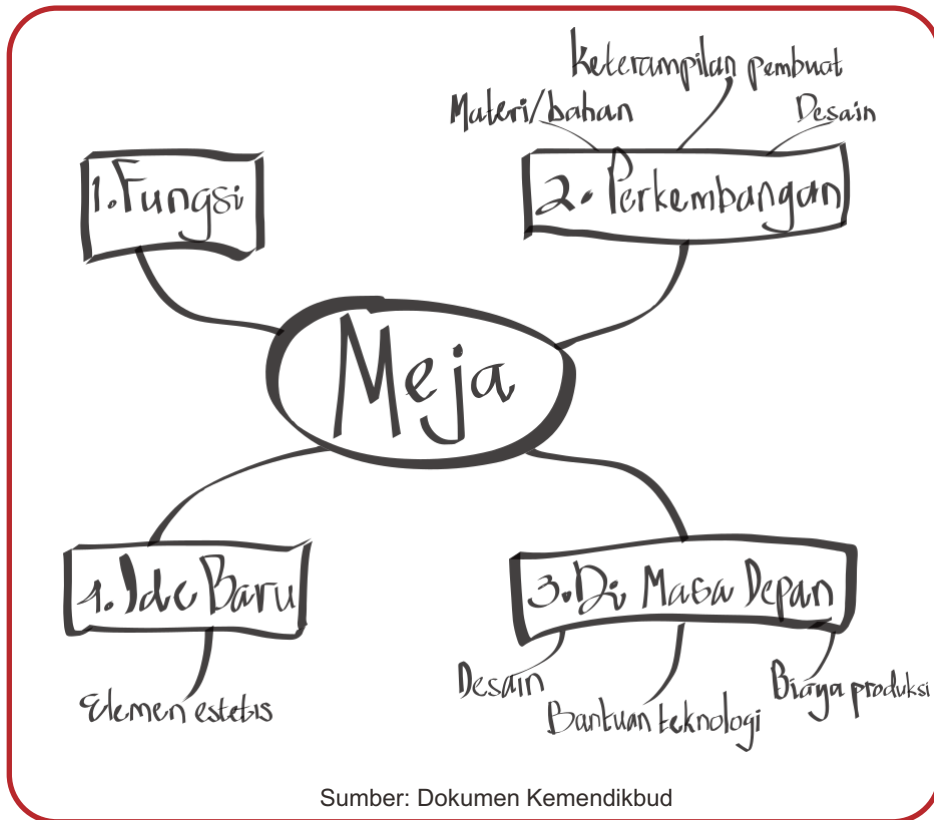 Keterampilan pembuat
Materi/bahan
Desain
1. Fungsi
2. Perkembangan
Meja
1. Ide Baru
3. Di Masa Depan
Elemen estetis
Desain
Bantuan teknologi
Biaya produksi
Sumber: Dokumen Kemendikbud